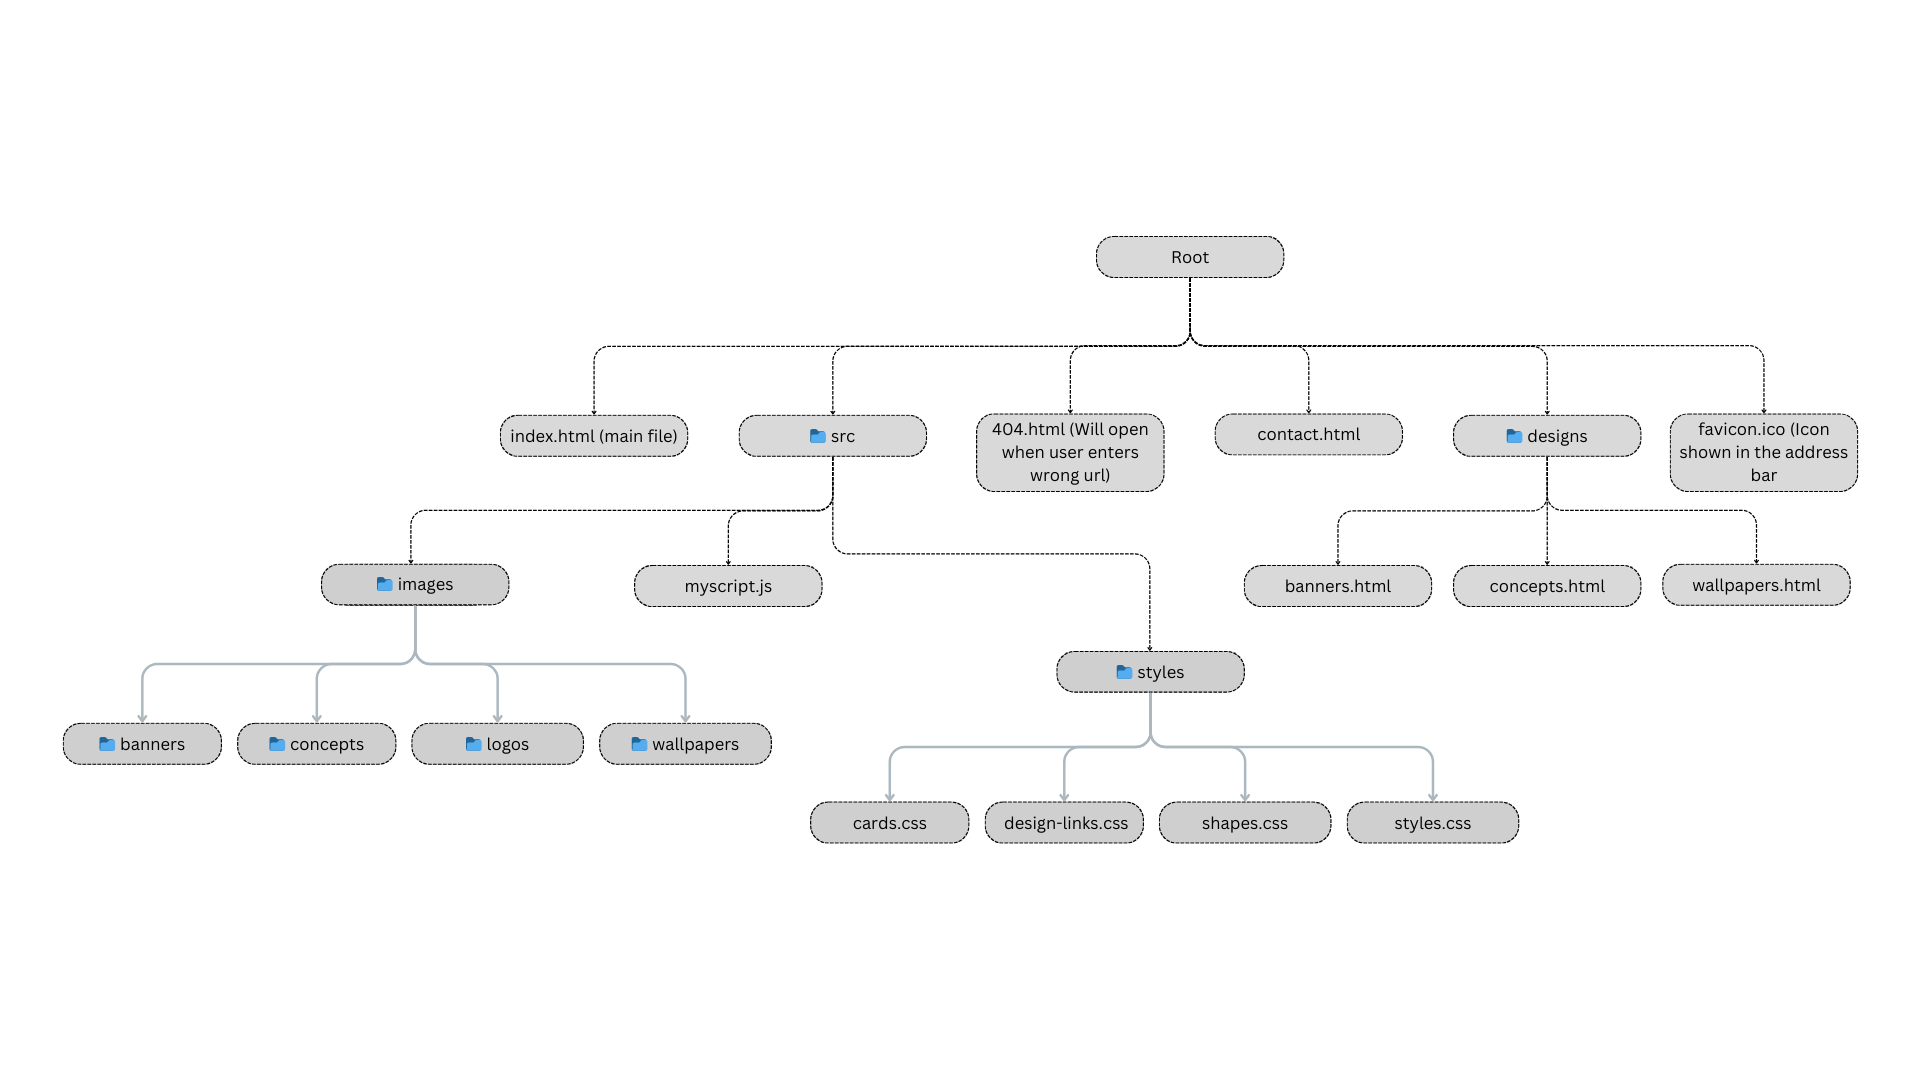 Root
index.html (main file)
src
404.html (Will open
when user enters
wrong url)
contact.html
designs
favicon.ico (Icon
shown in the address
bar
images
myscript.js
banners.html
concepts.html
wallpapers.html
styles
banners
concepts
logos
wallpapers
cards.css
design-links.css
shapes.css
styles.css